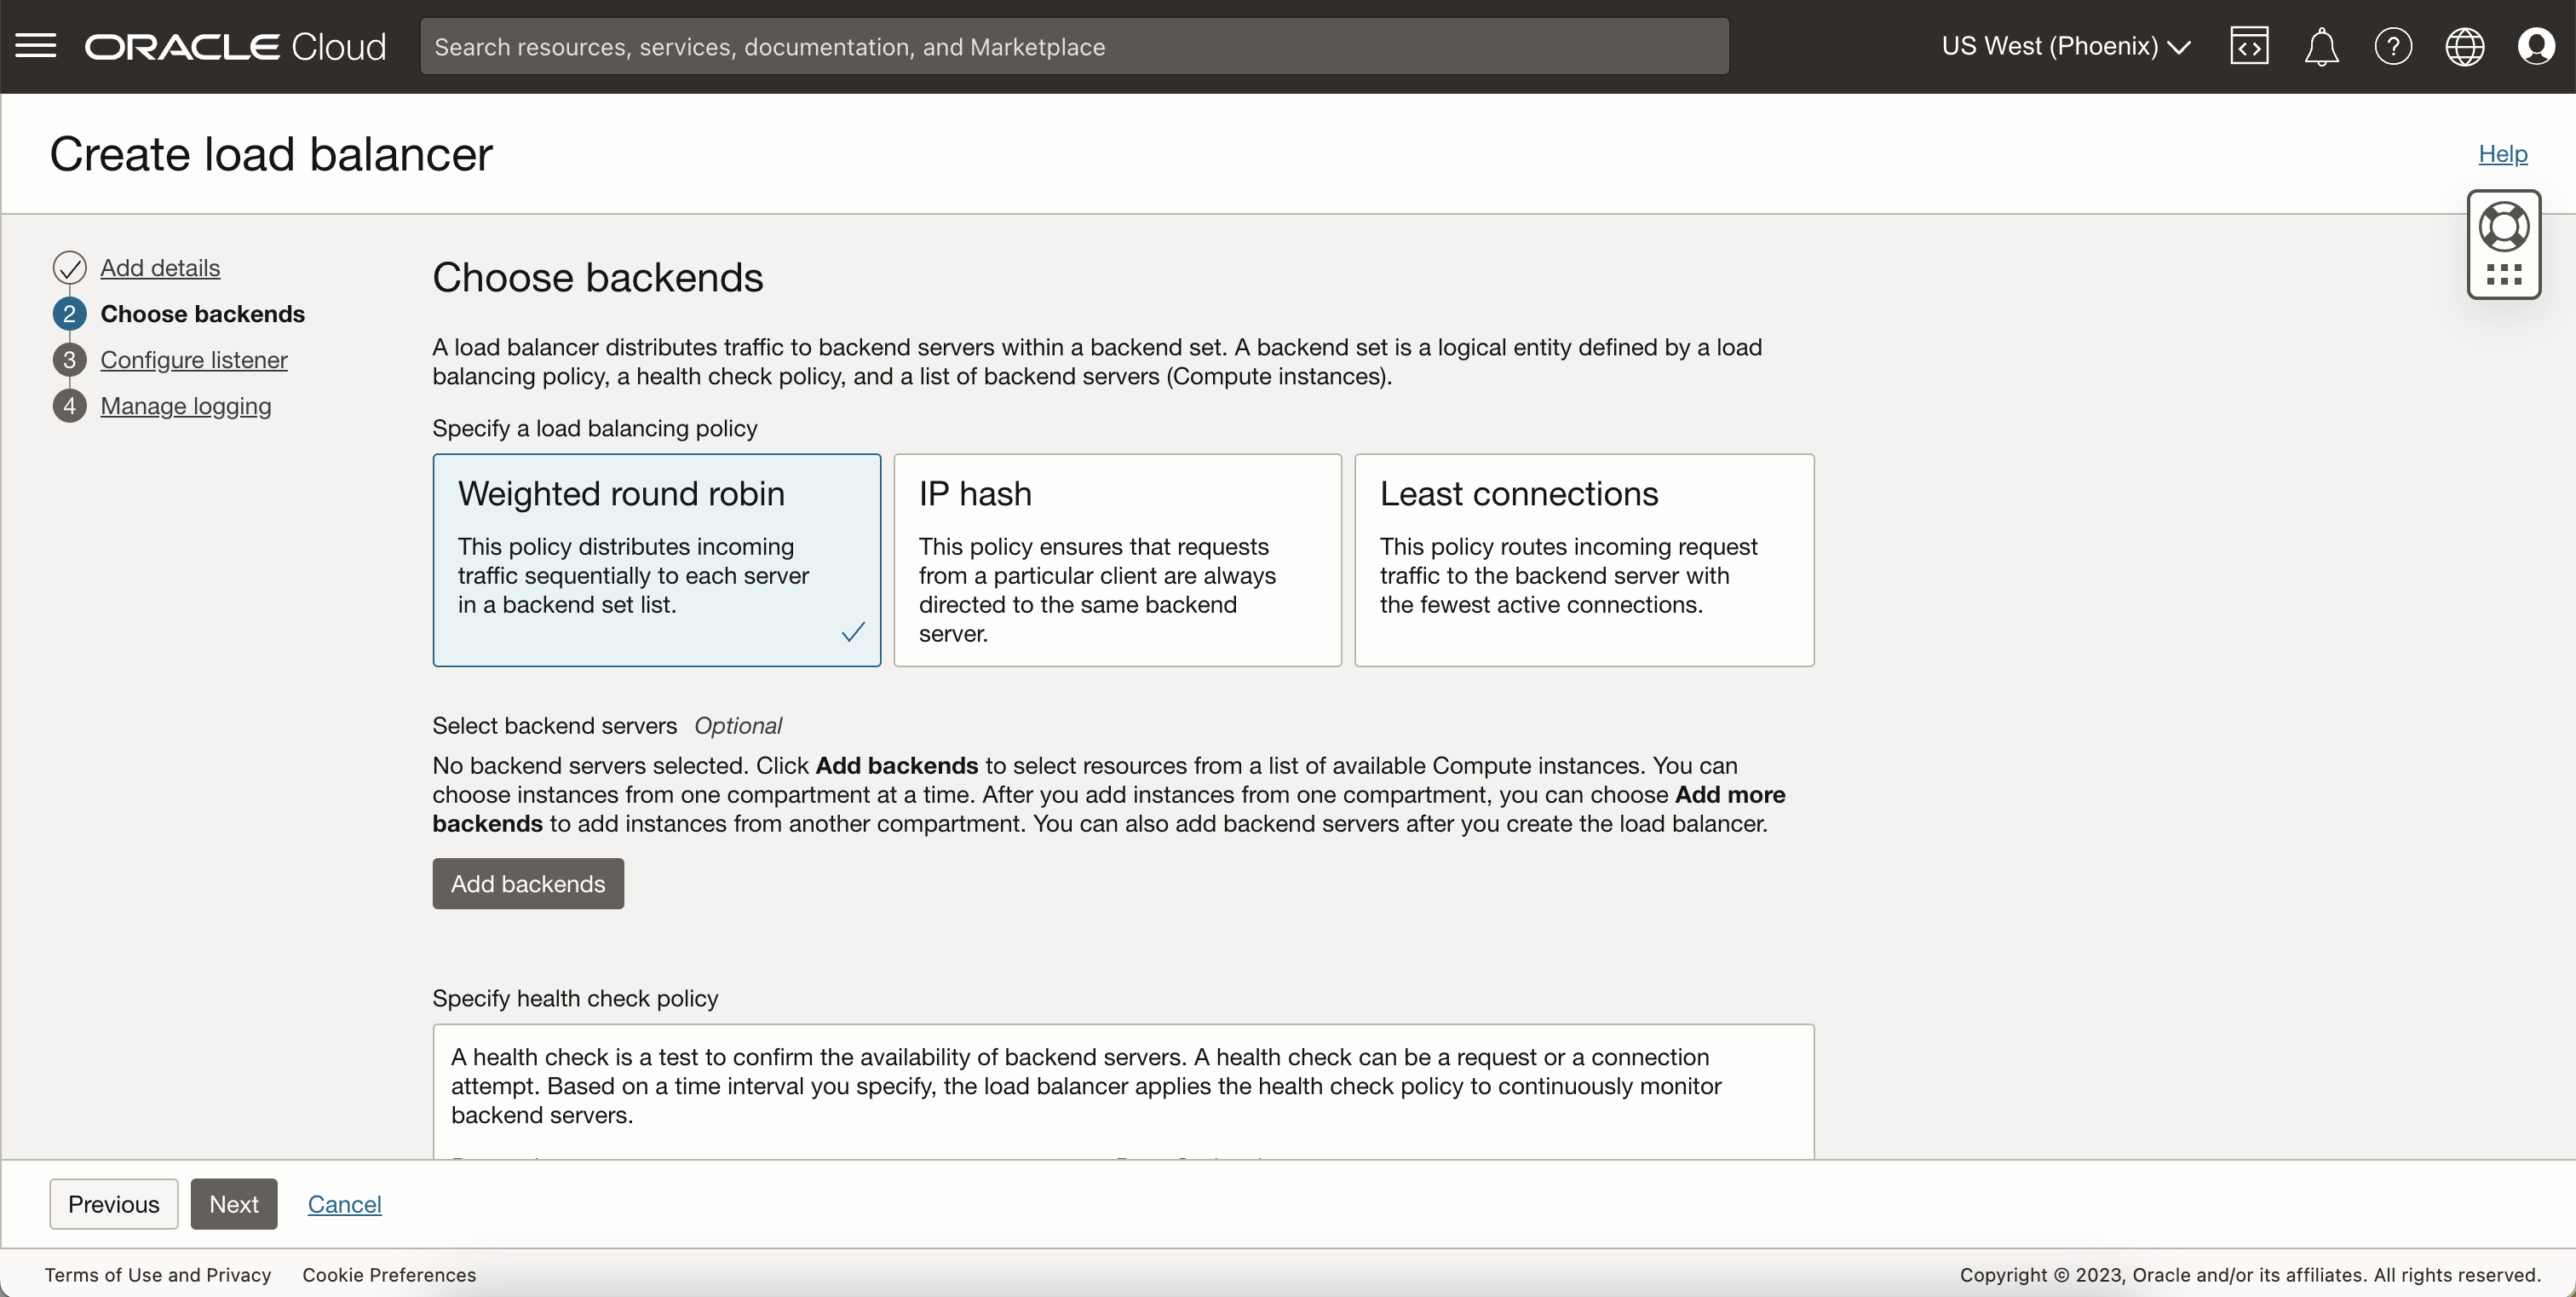 ORACLE Cloud
Search resources, services, documentation, and Marketplace
US West (Phoenix)
Create load balancer
Help
Add details
2 Choose backends
3 Configure listener
4 Manage logging
Choose backends
A load balancer distributes traffic to backend servers within a backend set. A backend set is a logical entity defined by a load
balancing policy, a health check policy, and a list of backend servers (Compute instances).
Specify a load balancing policy
Weighted round robin
This policy distributes incoming
traffic sequentially to each server
in a backend set list.
IP hash
This policy ensures that requests
from a particular client are always
directed to the same backend
server.
Least connections
This policy routes incoming request
traffic to the backend server with
the fewest active connections.
Select backend servers Optional
No backend servers selected. Click Add backends to select resources from a list of available Compute instances. You can
choose instances from one compartment at a time. After you add instances from one compartment, you can choose Add more
backends to add instances from another compartment. You can also add backend servers after you create the load balancer.
Add backends
Specify health check policy
A health check is a test to confirm the availability of backend servers. A health check can be a request or a connection
attempt. Based on a time interval you specify, the load balancer applies the health check policy to continuously monitor
backend servers.
Previous
Next
Cancel
Terms of Use and Privacy
Cookie Preferences
Copyright © 2023, Oracle and/or its affiliates. All rights reserved.